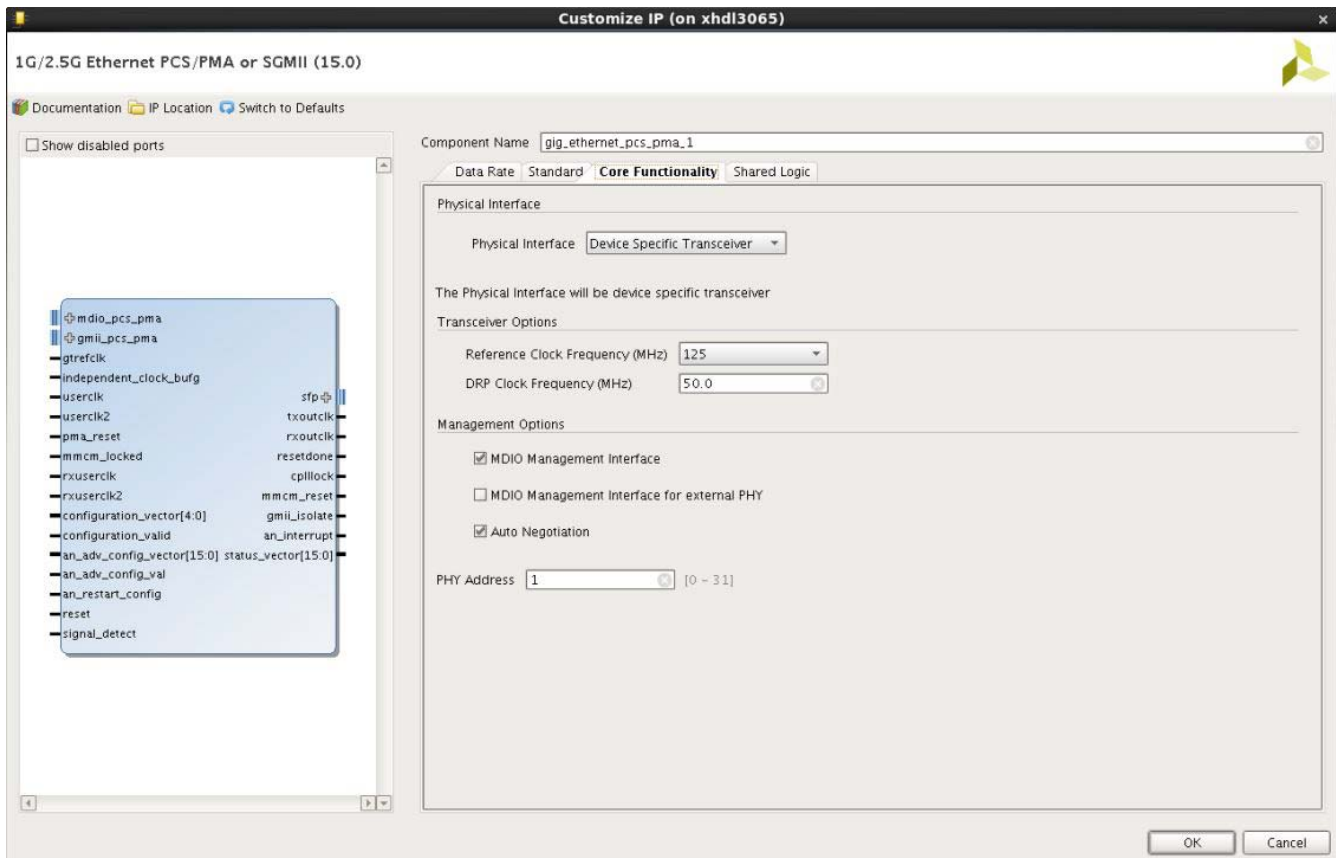 Customize IP (on xhdl3065)
1G/2.5G Ethernet PCS/PMA or SGMII (15.0)
Documentation IP Location Switch to Defaults
Show disabled ports
mdio_pcs_pma
gmii_pcs_pma
gtrefclk
independent_clock_bufg
userclk sfp
userclk2 txoutclk
pma_reset rxoutclk
mmcm_locked resetdone
rxuserclk cplllock
rxuserclk2 mmcm_reset
configuration_vector[4:0] gmii_isolate
configuration_valid an_interrupt
an_adv_config_vector[15:0] status_vector[15:0]
an_adv_config_val
an_restart_config
reset
signal_detect
Component Name gig_ethernet_pcs_pma_1
Data Rate Standard Core Functionality Shared Logic
Physical Interface
Physical Interface Device Specific Transceiver
The Physical Interface will be device specific transceiver
Transceiver Options
Reference Clock Frequency (MHz) 125
DRP Clock Frequency (MHz) 50.0
Management Options
MDIO Management Interface
MDIO Management Interface for external PHY
Auto Negotiation
PHY Address 1 [0 - 31]
OK Cancel